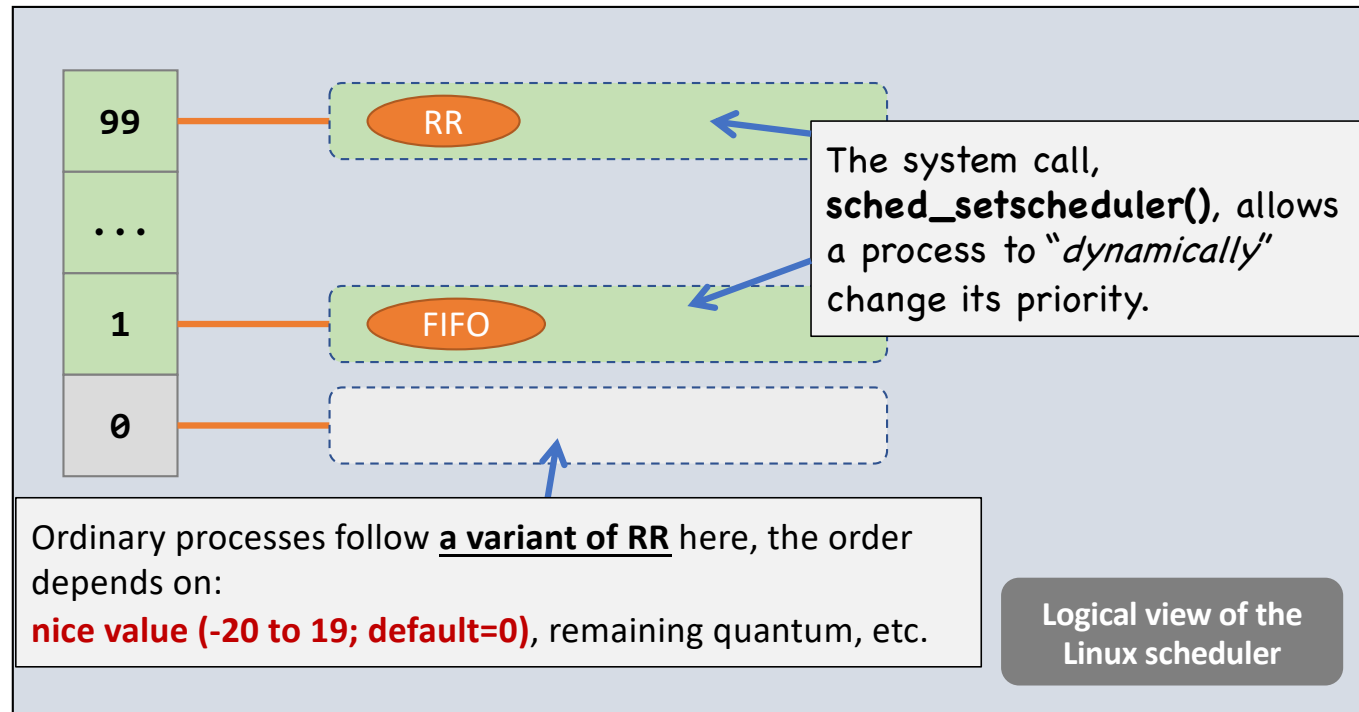 99
RR
The system call,
sched_setscheduler(), allows
a process to “dynamically”
change its priority.
...
1
FIFO
0
Ordinary processes follow a variant of RR here, the order
depends on:
nice value (-20 to 19; default=0), remaining quantum, etc.
Logical view of the
Linux scheduler